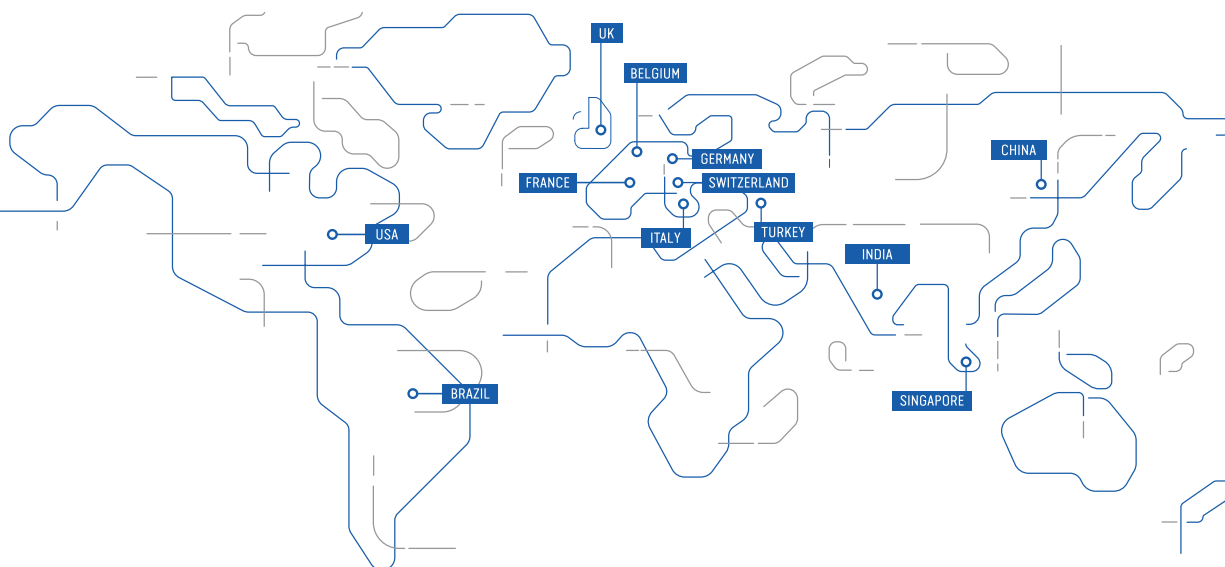 UK
BELGIUM
CHINA
GERMANY
FRANCE
SWITZERLAND
USA
ITALY
TURKEY
INDIA
BRAZIL
SINGAPORE